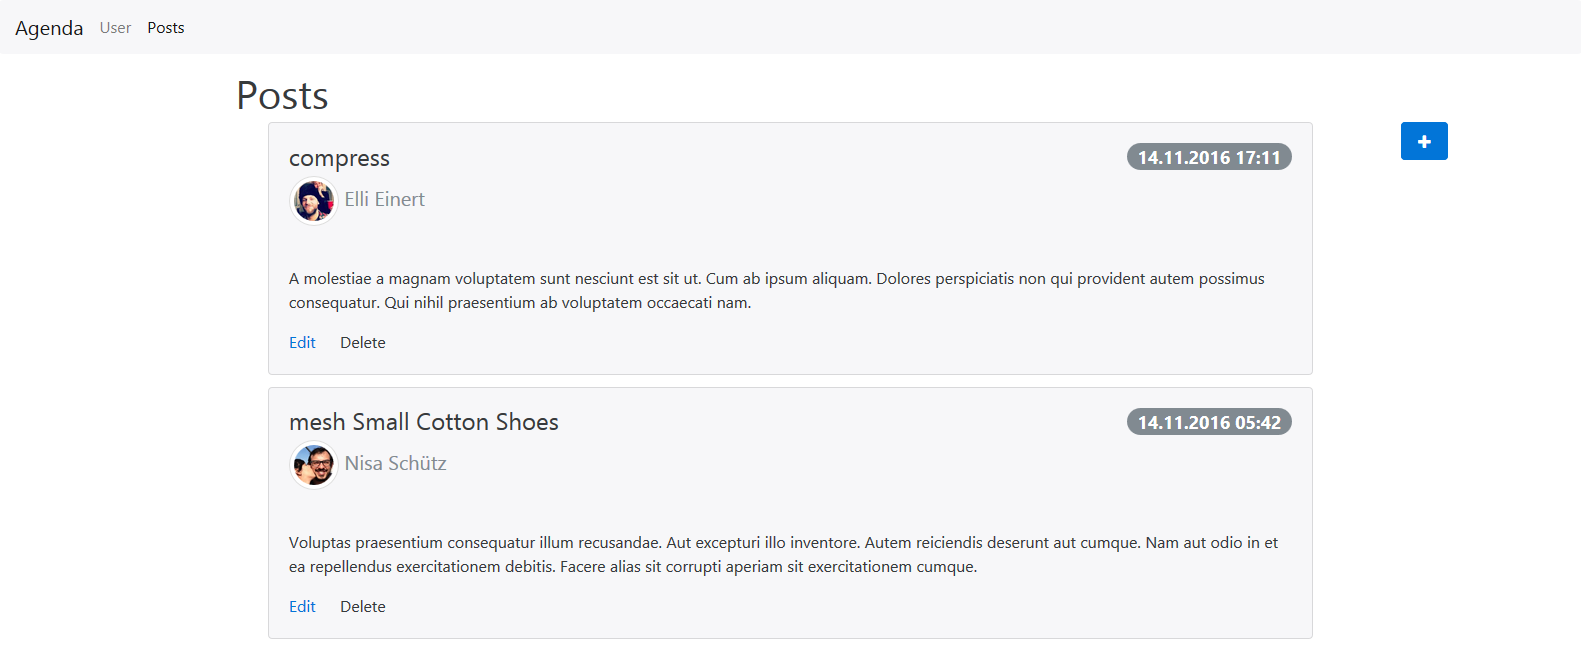 Agenda User Posts
Posts
compress 14.11.2016 17:11
Elli Einert
A molestiae a magnam voluptatem sunt nesciunt est sit ut. Cum ab ipsum aliquam. Dolores perspiciatis non qui provident autem possimus
consequatur. Qui nihil praesentium ab voluptatem occaecati nam.
Edit Delete
mesh Small Cotton Shoes 14.11.2016 05:42
Nisa Schütz
Voluptas praesentium consequatur illum recusandae. Aut excepturi illo inventore. Autem reiciendis deserunt aut cumque. Nam aut odio in et
ea repellendus exercitationem debitis. Facere alias sit corrupti aperiam sit exercitationem cumque.
Edit Delete